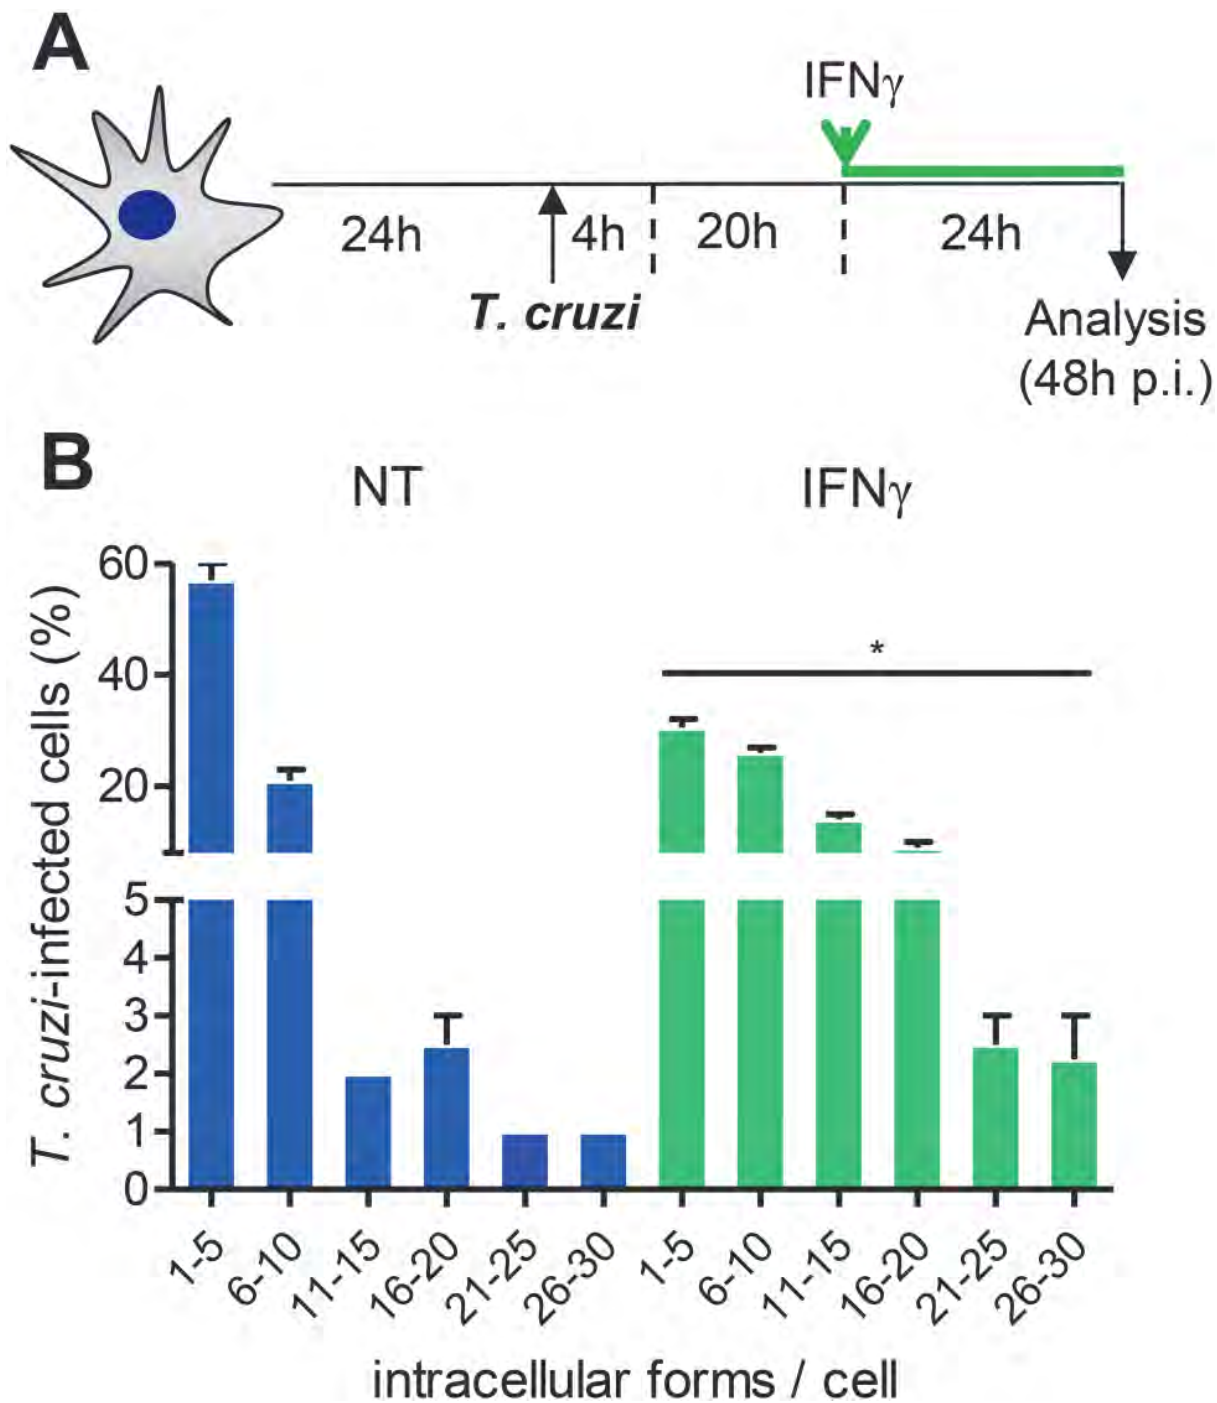 A
IFNγ
24h
4h
20h
24h
T. cruzi
Analysis
(48h p.i.)
B
NT
IFNγ
T. cruzi-infected cells (%)
60
40
20
5
4
3
2
1
0
*
1-5
6-10
11-15
16-20
21-25
26-30
1-5
6-10
11-15
16-20
21-25
26-30
intracellular forms / cell